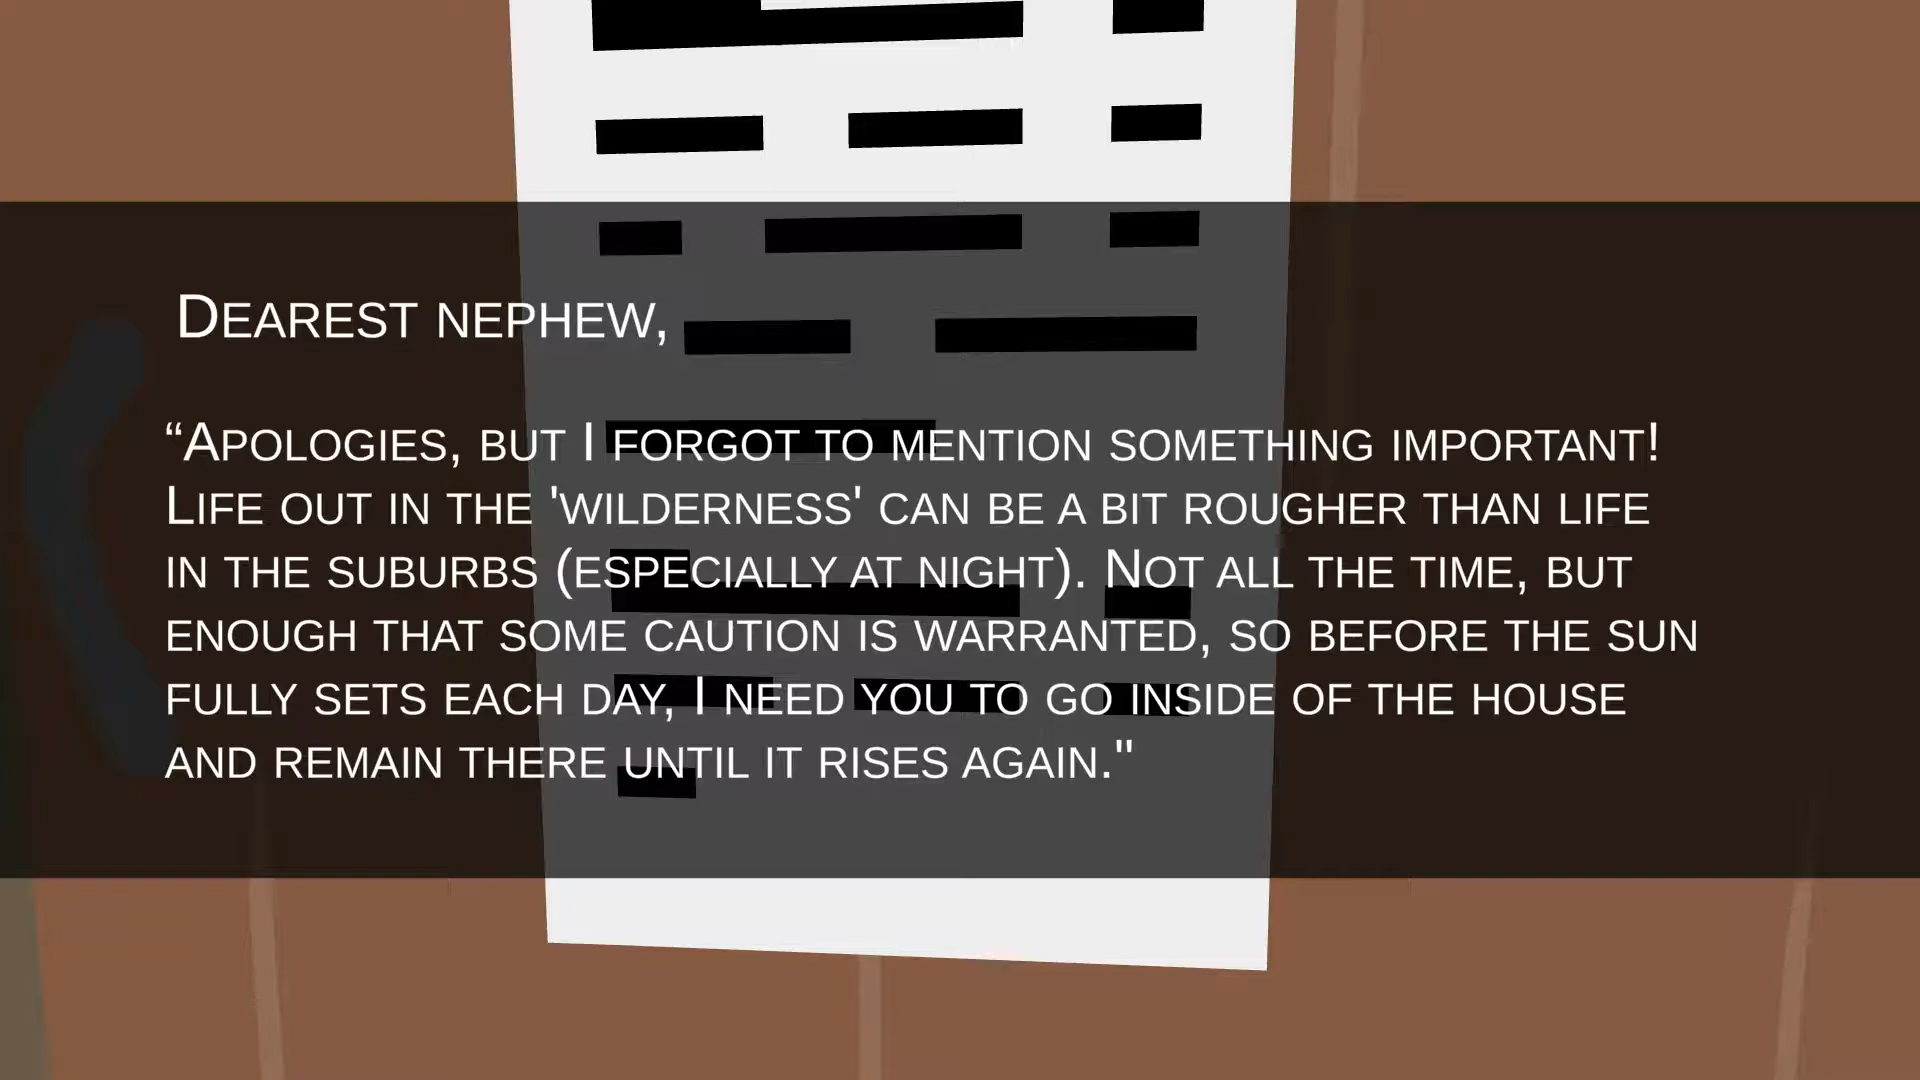 Dearest nephew,
“Apologies, but I forgot to mention something important!
Life out in the 'wilderness' can be a bit rougher than life
in the suburbs (especially at night). Not all the time, but
enough that some caution is warranted, so before the sun
fully sets each day, I need you to go inside of the house
and remain there until it rises again."